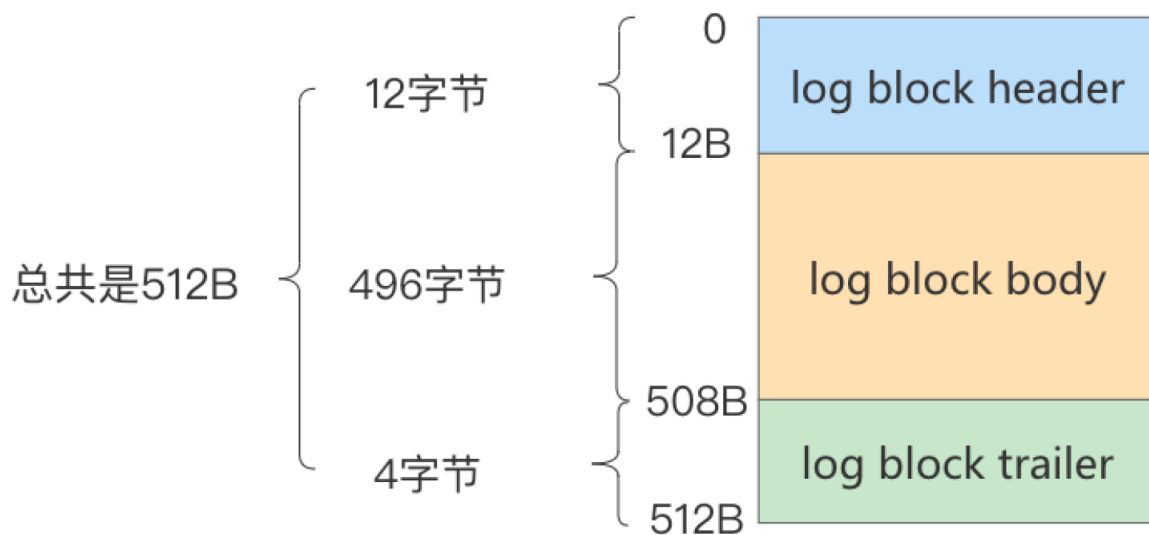 0
log block header
12字节
12B
总共是512B
496字节
log block body
508B
log block trailer
4字节
512B